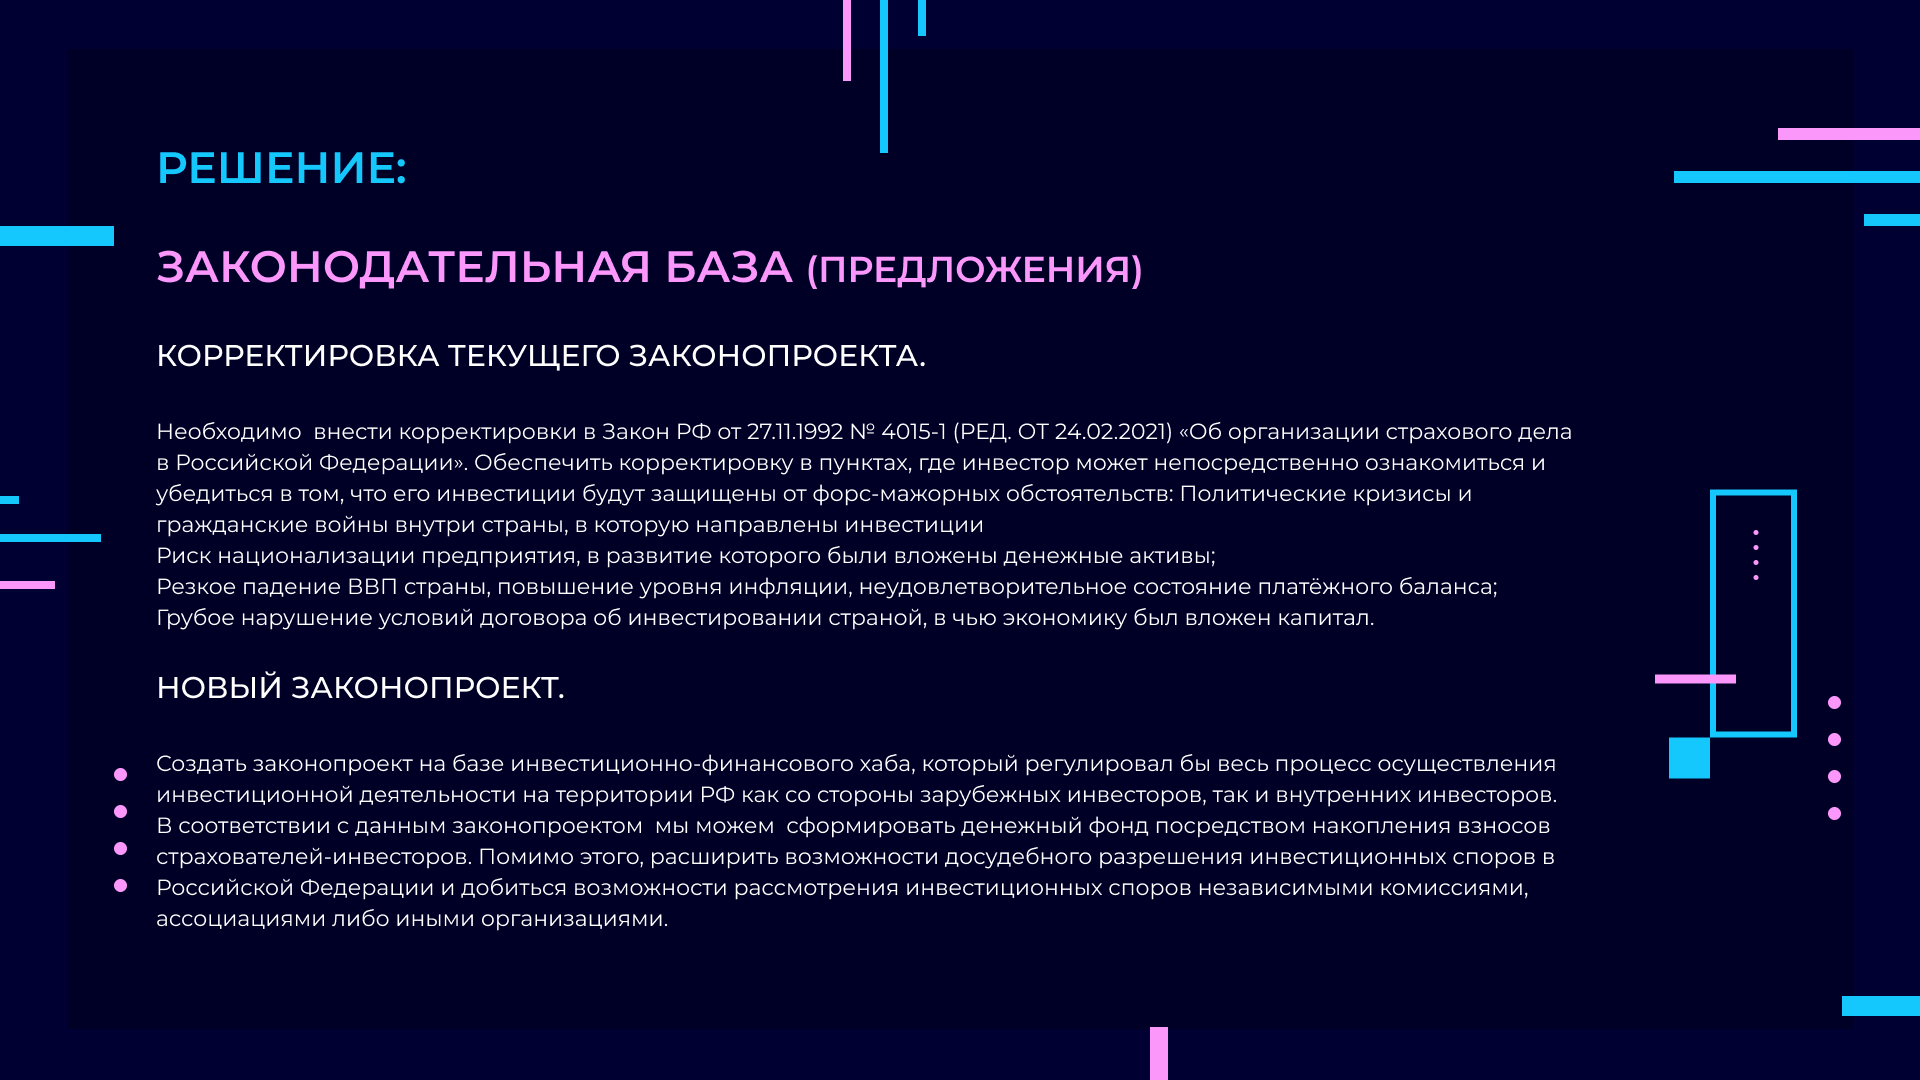 РЕШЕНИЕ:
ЗАКОНОДАТЕЛЬНАЯ БАЗА (ПРЕДЛОЖЕНИЯ)
КОРРЕКТИРОВКА ТЕКУЩЕГО ЗАКОНОПРОЕКТА.
Необходимо  внести корректировки в Закон РФ от 27.11.1992 № 4015-1 (РЕД. ОТ 24.02.2021) «Об организации страхового дела
в Российской Федерации». Обеспечить корректировку в пунктах, где инвестор может непосредственно ознакомиться и
убедиться в том, что его инвестиции будут защищены от форс-мажорных обстоятельств: Политические кризисы и
гражданские войны внутри страны, в которую направлены инвестиции
Риск национализации предприятия, в развитие которого были вложены денежные активы;
Резкое падение ВВП страны, повышение уровня инфляции, неудовлетворительное состояние платёжного баланса;
Грубое нарушение условий договора об инвестировании страной, в чью экономику был вложен капитал.
НОВЫЙ ЗАКОНОПРОЕКТ.
Создать законопроект на базе инвестиционно-финансового хаба, который регулировал бы весь процесс осуществления
инвестиционной деятельности на территории РФ как со стороны зарубежных инвесторов, так и внутренних инвесторов.
В соответствии с данным законопроектом  мы можем  сформировать денежный фонд посредством накопления взносов
страхователей-инвесторов. Помимо этого, расширить возможности досудебного разрешения инвестиционных споров в
Российской Федерации и добиться возможности рассмотрения инвестиционных споров независимыми комиссиями,
ассоциациями либо иными организациями.